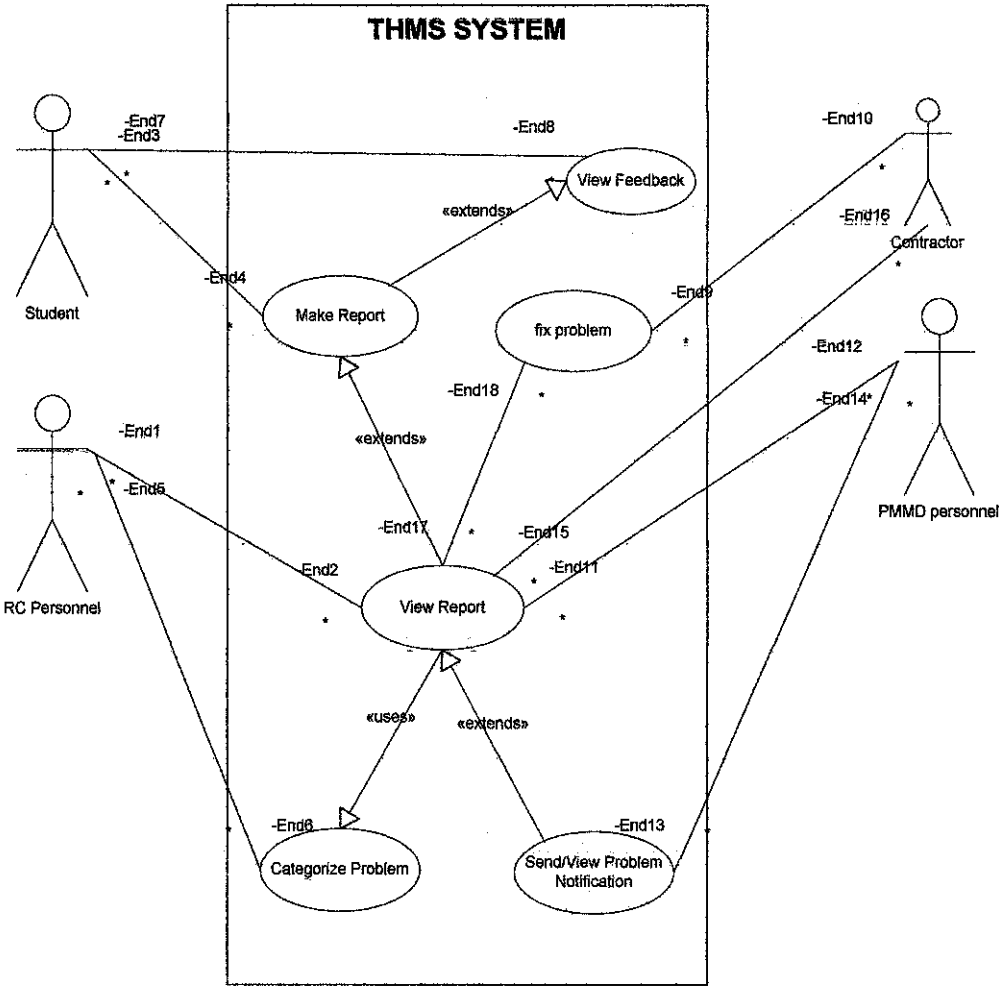 THMS SYSTEM
-End7
-End3
-End8
-End10
* *
*
View Feedback
«extends»
-End16
Contractor
*
-End4
-End9
Student
*
Make Report
fix problem
*
-End12
-End18
*
-End14
*
*
-End1
«extends»
*
*
-End5
PMMD personnel
-End17
*
-End15
-End2
-End11
RC Personnel
View Report
*
*
*
«uses»
«extends»
*
-End6
-End13
*
Categorize Problem
Send/View Problem
Notification